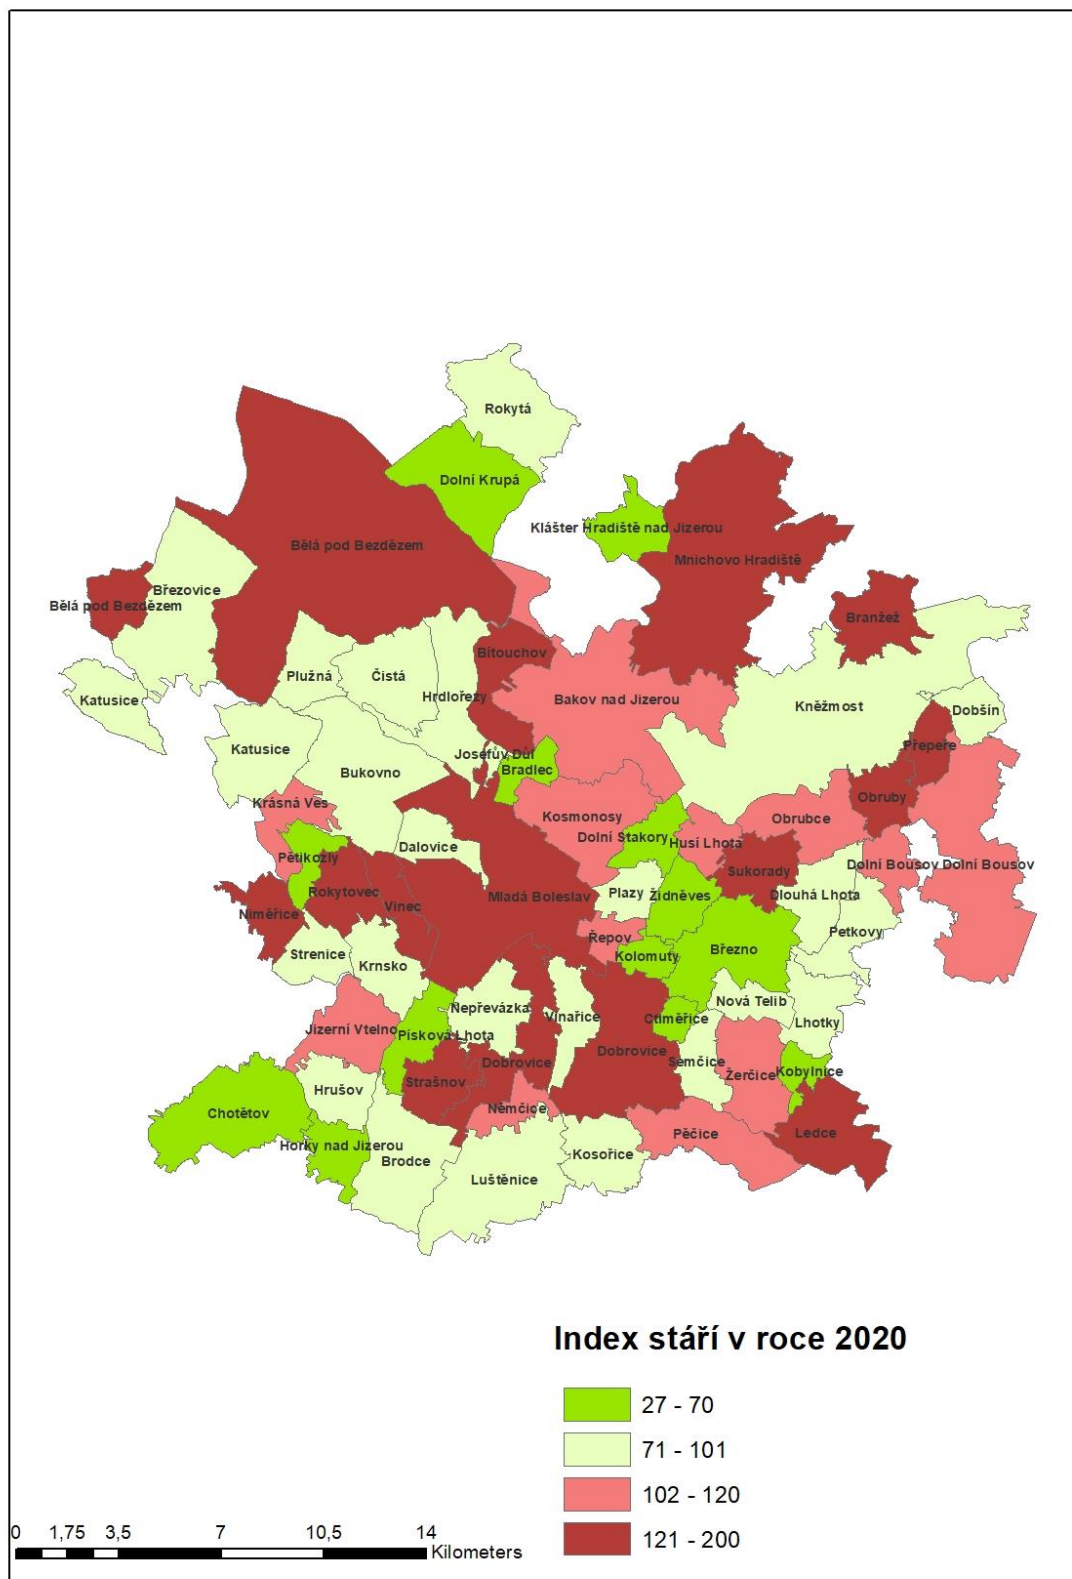 Rokytá
Dolní Krupá
Klášter Hradiště nad Jizerou
Bělá pod Bezdězem
Mnichovo Hradiště
Březovice
Bělá pod Bezdězem
Branžež
Bítouchov
Plužná
Čistá
Hrdlořezy
Katusice
Bakov nad Jizerou
Kněžmost
Dobšín
Katusice
Přepeře
Josefův Důl
Bukovno
Bradlec
Obruby
Krásná Ves
Kosmonosy
Obrubce
Dolní Stakory
Husí Lhota
Dalovice
Pětikozly
Dolní Bousov
Dolní Bousov
Sukorady
Rokytovec
Plazy
Židněves
Dlouhá Lhota
Mladá Boleslav
Vinec
Niměřice
Petkovy
Řepov
Březno
Strenice
Kolomuty
Krnsko
Nová Telib
Nepřevázka
Vinařice
Ctiměřice
Lhotky
Jizerní Vtelno
Písková Lhota
Dobrovice
Dobrovice
Semčice
Žerčice
Kobylnice
Strašnov
Hrušov
Němčice
Chotětov
Pěčice
Ledce
Horky nad Jizerou
Kosořice
Brodce
Luštěnice
Index stáří v roce 2020
27 - 70
71 - 101
102 - 120
121 - 200
0 1,75 3,5 7 10,5 14
Kilometers